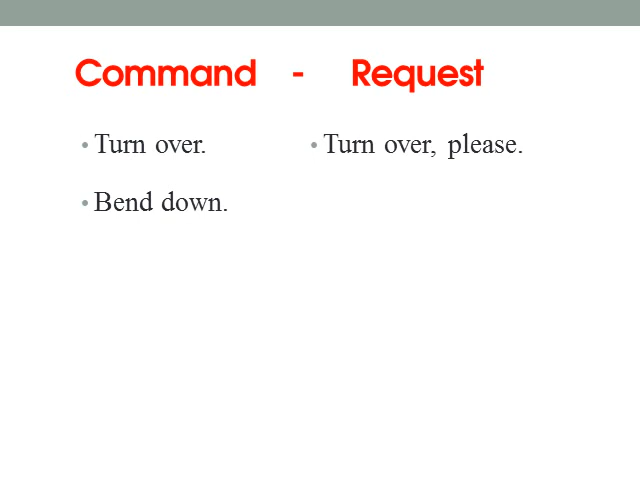 Command - Request
• Turn over. • Turn over, please.
• Bend down.